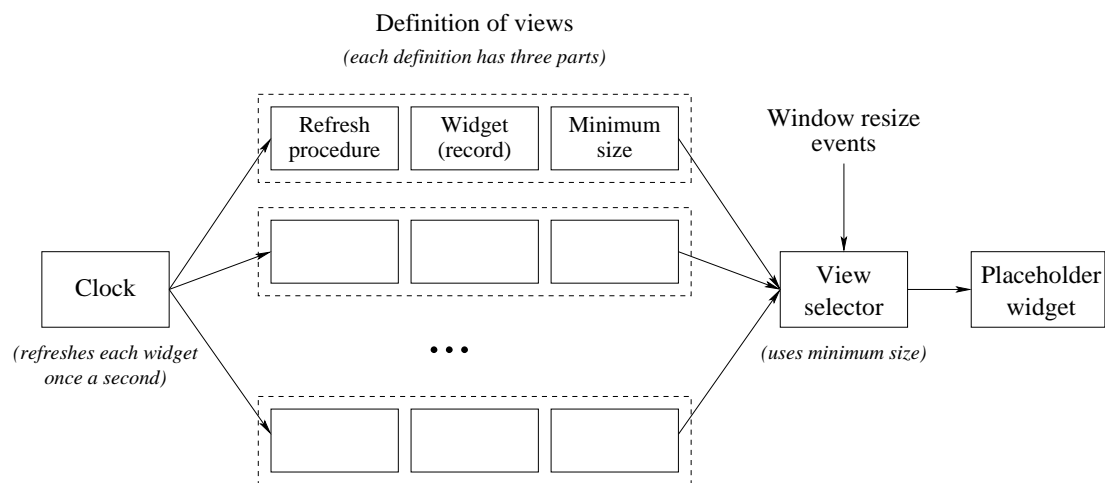 Definition of views
(each definition has three parts)
Refresh
procedure
Widget
(record)
Minimum
size
Window resize
events
Clock
(refreshes each widget
once a second)
...
View
selector
(uses minimum size)
Placeholder
widget